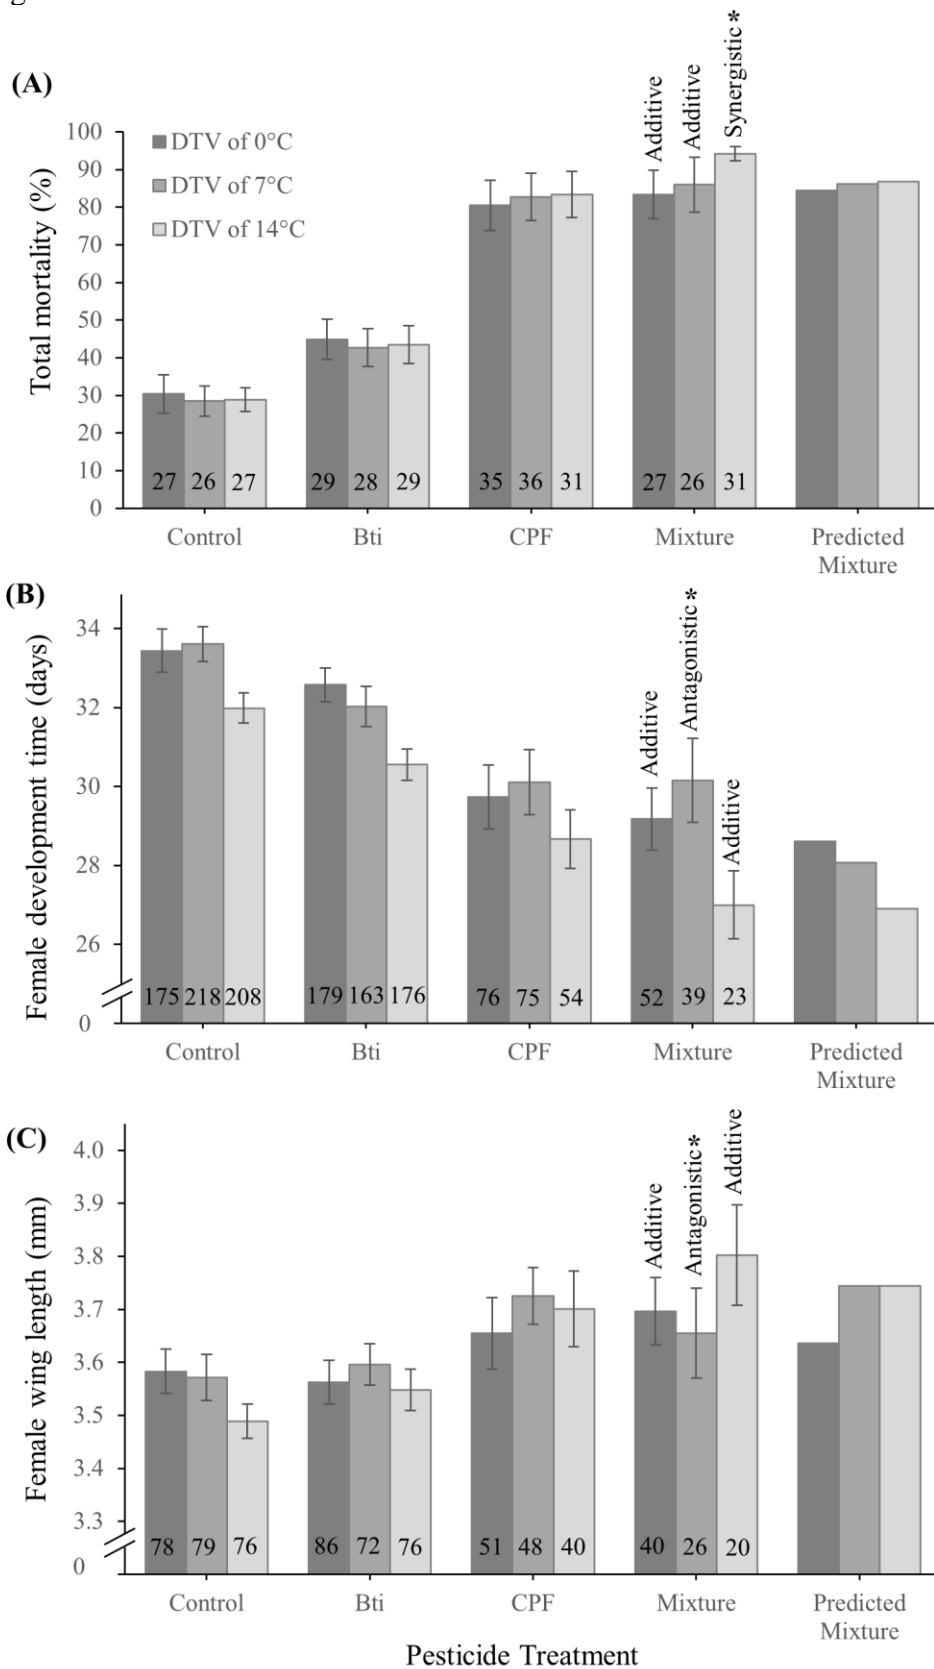 g
(A)
Total mortality (%)
100
90
80
70
60
50
40
30
20
10
0
DTV of 0°C
DTV of 7°C
DTV of 14°C
Additive
Additive
Synergistic*
27 26 27
29 28 29
35 36 31
27 26 31
Control Bti CPF Mixture Predicted
Mixture
(B)
Female development time (days)
34
32
30
28
26
0
Additive
Antagonistic*
Additive
175 218 208
179 163 176
76 75 54
52 39 23
Control Bti CPF Mixture Predicted
Mixture
(C)
Female wing length (mm)
4.0
3.9
3.8
3.7
3.6
3.5
3.4
3.3
0
Additive
Antagonistic*
Additive
78 79 76
86 72 76
51 48 40
40 26 20
Control Bti CPF Mixture Predicted
Mixture
Pesticide Treatment